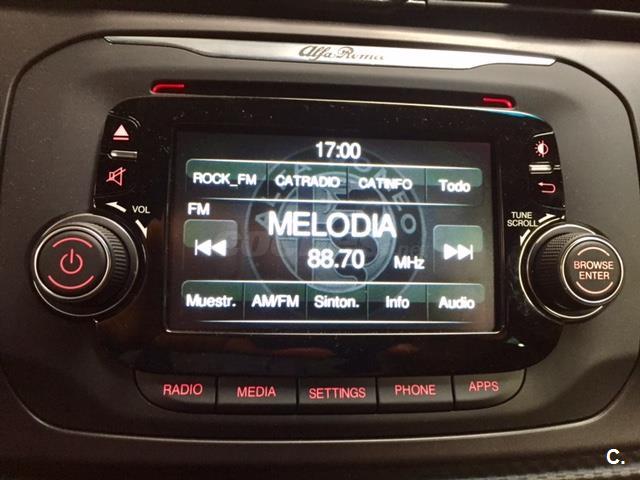 Alfa Romeo
17:00
ROCK_FM CATRADIO CATINFO Todo
FM
MELODIA
88.70 MHz
Muestr. AM/FM Sinton. Info Audio
VOL
TUNE
SCROLL
BROWSE
ENTER
RADIO MEDIA SETTINGS PHONE APPS
C.